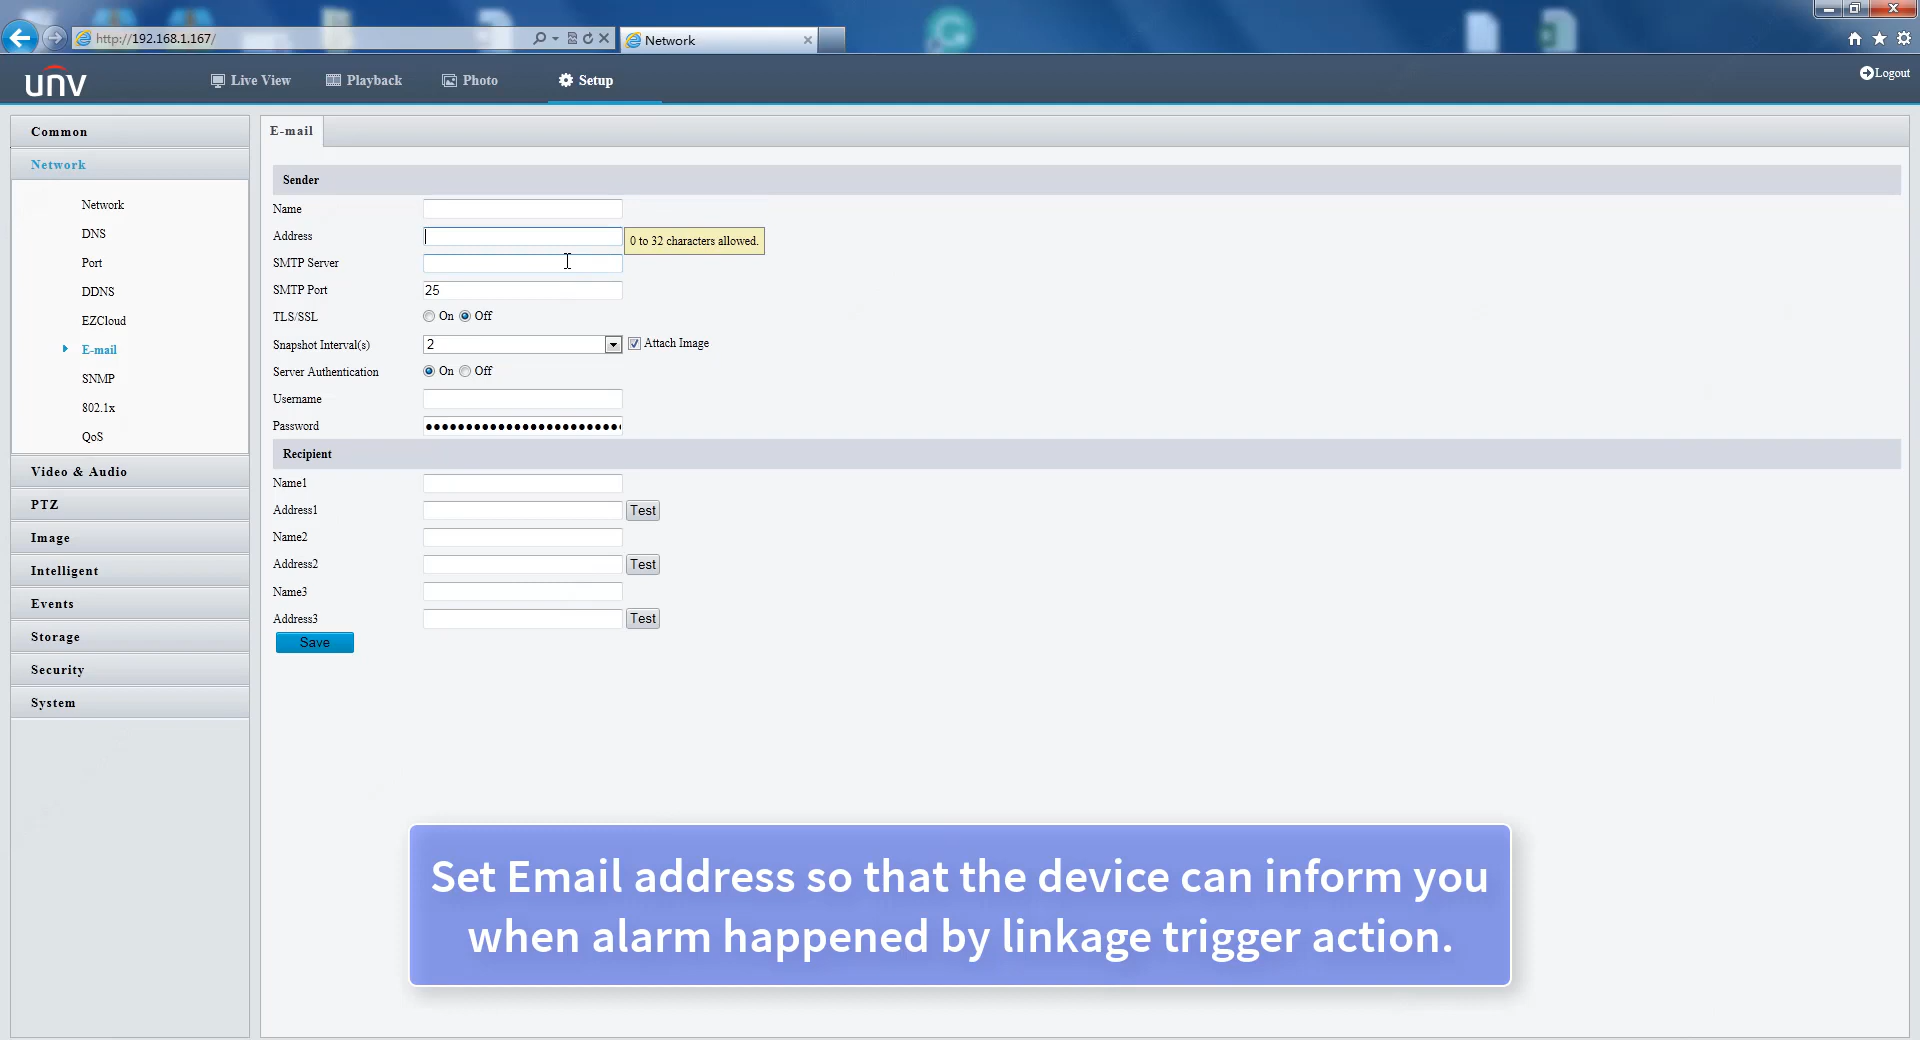 http://192.168.1.167/
Network
unv
Live View
Playback
Photo
Setup
Logout
Common
Network
Network
DNS
Port
DDNS
EZCloud
E-mail
SNMP
802.1x
QoS
Video & Audio
PTZ
Image
Intelligent
Events
Storage
Security
System
E-mail
Sender
Name
Address
0 to 32 characters allowed.
SMTP Server
SMTP Port 25
TLS/SSL On Off
Snapshot Interval(s) 2 Attach Image
Server Authentication On Off
Username
Password
Recipient
Name1
Address1 Test
Name2
Address2 Test
Name3
Address3 Test
Save
Set Email address so that the device can inform you
when alarm happened by linkage trigger action.